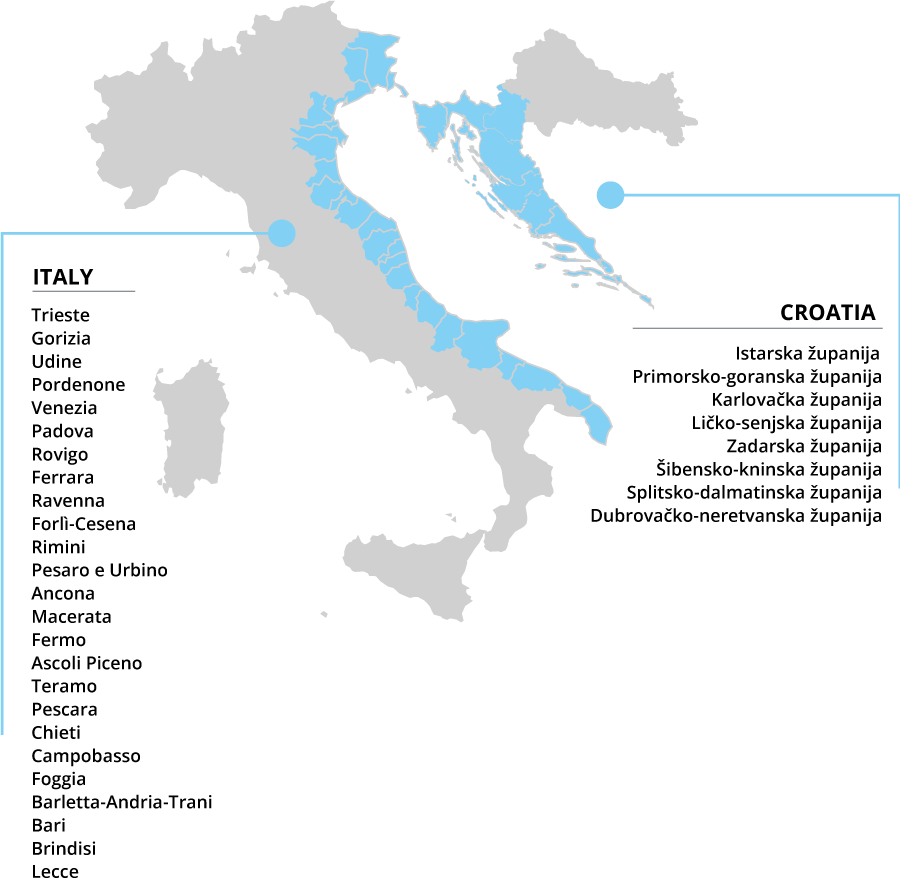 ITALY
Trieste
Gorizia
Udine
Pordenone
Venezia
Padova
Rovigo
Ferrara
Ravenna
Forlì-Cesena
Rimini
Pesaro e Urbino
Ancona
Macerata
Fermo
Ascoli Piceno
Teramo
Pescara
Chieti
Campobasso
Foggia
Barletta-Andria-Trani
Bari
Brindisi
Lecce
CROATIA
Istarska županija
Primorsko-goranska županija
Karlovačka županija
Ličko-senjska županija
Zadarska županija
Šibensko-kninska županija
Splitsko-dalmatinska županija
Dubrovačko-neretvanska županija